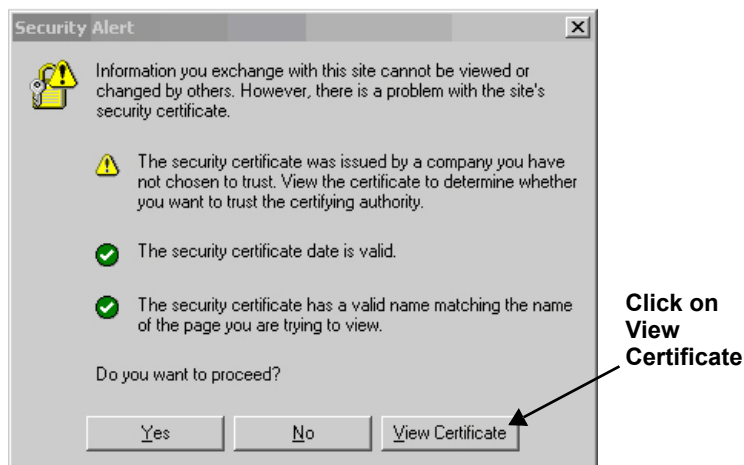 Security Alert
Information you exchange with this site cannot be viewed or
changed by others. However, there is a problem with the site's
security certificate.
The security certificate was issued by a company you have
not chosen to trust. View the certificate to determine whether
you want to trust the certifying authority.
The security certificate date is valid.
The security certificate has a valid name matching the name
of the page you are trying to view.
Click on
View
Certificate
Do you want to proceed?
Yes
No
View Certificate